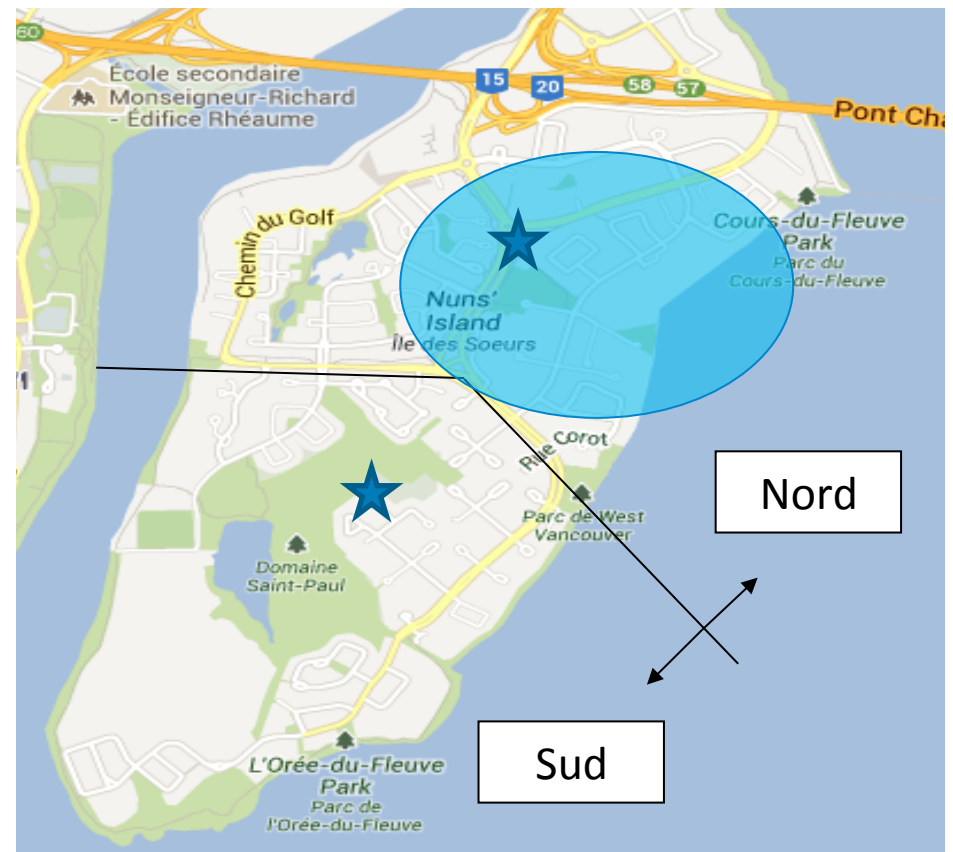 60
15
20
58
57
Pont Cha
École secondaire
Monseigneur-Richard
- Édifice Rhéaume
Chemin du Golf
Cours-du-Fleuve
Park
Parc du
Cours-du-Fleuve
Nuns'
Island
Île des Soeurs
Rue Corot
Nord
Parc de West
Vancouver
Domaine
Saint-Paul
Sud
L'Orée-du-Fleuve
Park
Parc de
l'Orée-du-Fleuve